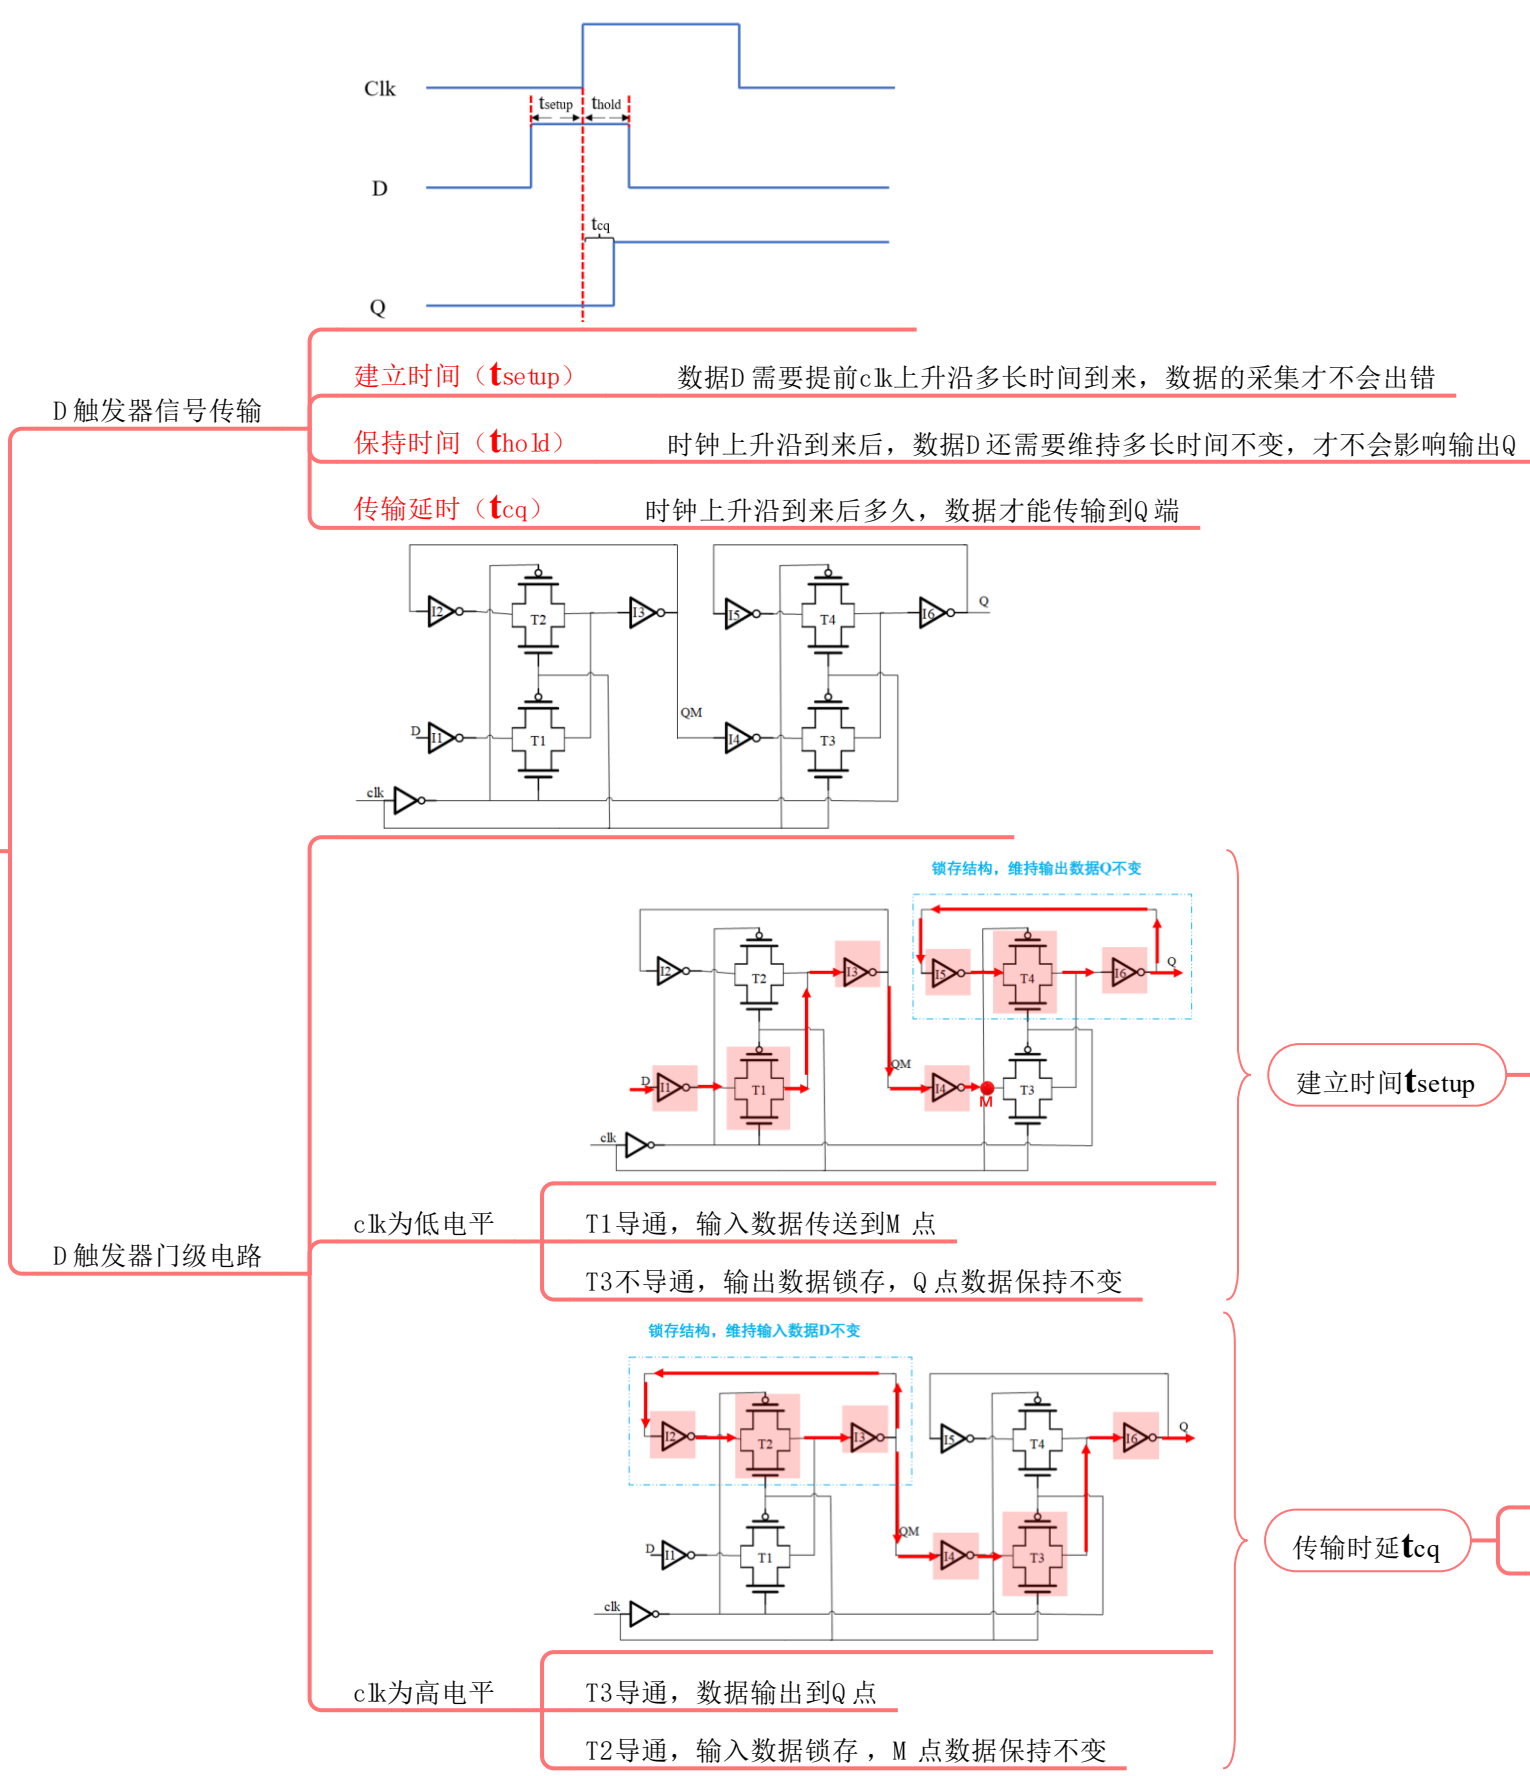 Clk
tsetup
thold
D
tcq
Q
D触发器信号传输
建立时间（tsetup） 数据D需要提前clk上升沿多长时间到来，数据的采集才不会出错
保持时间（thold） 时钟上升沿到来后，数据D还需要维持多长时间不变，才不会影响输出Q
传输延时（tcq） 时钟上升沿到来后多久，数据才能传输到Q端
I2 T2 I3 I5 T4 I6 Q
D I1 T1 QM I4 T3
clk
D触发器门级电路
锁存结构，维持输出数据Q不变
I2 T2 I3 I5 T4 I6 Q
D I1 T1 QM I4 M T3
clk
建立时间tsetup
clk为低电平
T1导通，输入数据传送到M点
T3不导通，输出数据锁存，Q点数据保持不变
锁存结构，维持输入数据D不变
I2 T2 I3 I5 T4 I6 Q
D I1 T1 QM I4 T3
clk
传输时延tcq
clk为高电平
T3导通，数据输出到Q点
T2导通，输入数据锁存，M点数据保持不变